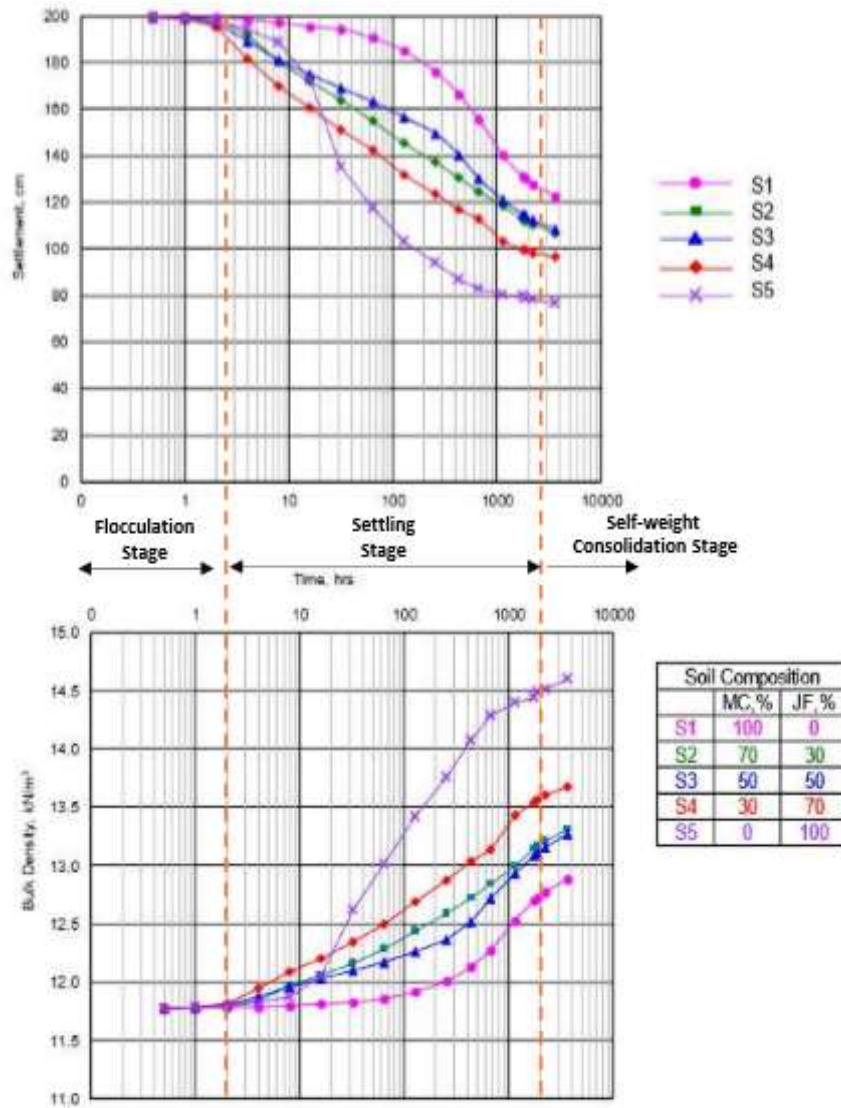 200
180
160
140
120
100
80
60
40
20
0
Settlement, cm
0 1 10 100 1000 10000
S1
S2
S3
S4
S5
Flocculation
Stage
Settling
Stage
Self-weight
Consolidation Stage
Time, hrs
0 1 10 100 1000 10000
15.0
14.5
14.0
13.5
13.0
12.5
12.0
11.5
11.0
Bulk Density, kN/m³
Soil Composition
MC,% JF,%
S1 100 0
S2 70 30
S3 50 50
S4 30 70
S5 0 100